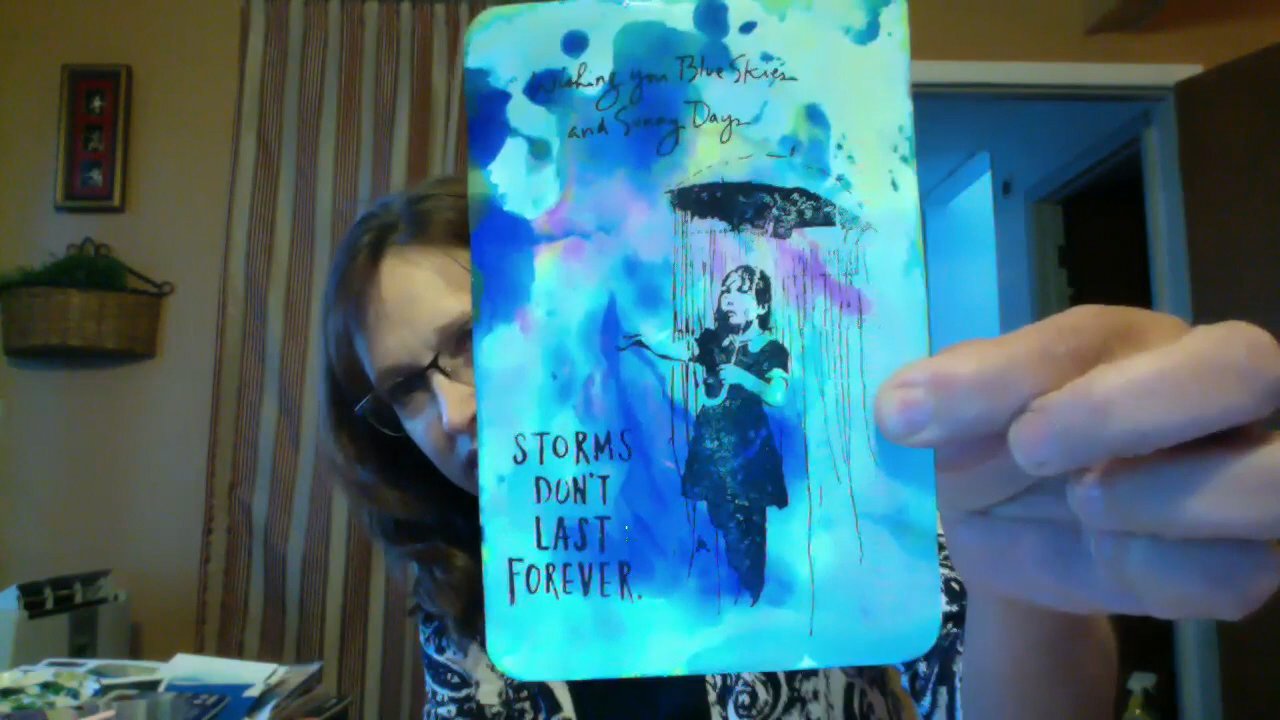 Wishing you Blue Skies
and Sunny Days
STORMS
DON'T
LAST
FOREVER.